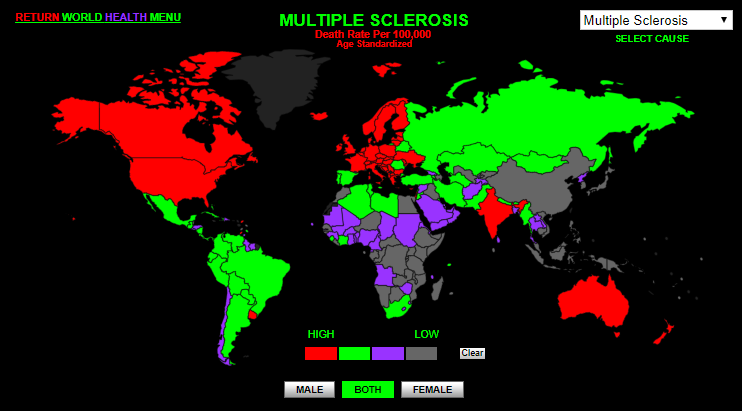 RETURN WORLD HEALTH MENU
MULTIPLE SCLEROSIS
Death Rate Per 100,000
Age Standardized
Multiple Sclerosis
SELECT CAUSE
HIGH
LOW
Clear
MALE
BOTH
FEMALE